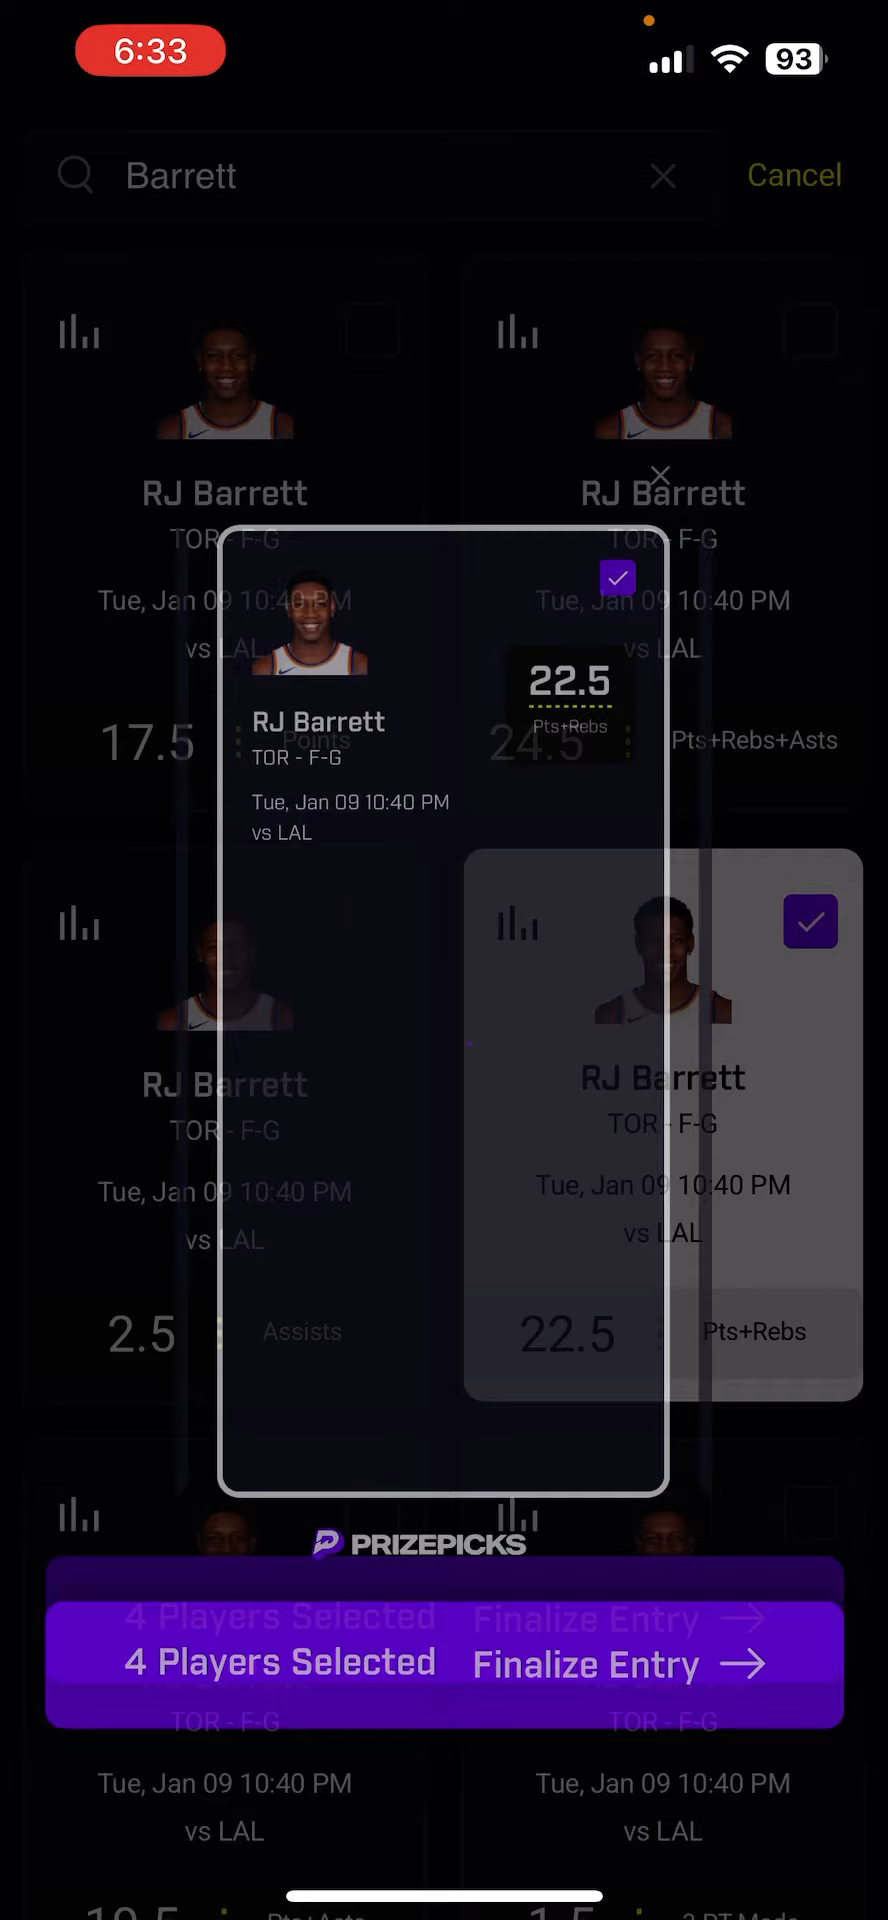 6:33
93
Barrett
Cancel
RJ Barrett
TOR - F-G
Tue, Jan 09 10:40 PM
vs LAL
17.5
Points
RJ Barrett
TOR - F-G
Tue, Jan 09 10:40 PM
vs LAL
24.5
Pts+Rebs+Asts
RJ Barrett
TOR - F-G
Tue, Jan 09 10:40 PM
vs LAL
22.5
Pts+Rebs
RJ Barrett
TOR - F-G
Tue, Jan 09 10:40 PM
vs LAL
2.5
Assists
RJ Barrett
TOR - F-G
Tue, Jan 09 10:40 PM
vs LAL
22.5
Pts+Rebs
PRIZEPICKS
4 Players Selected
Finalize Entry
4 Players Selected
Finalize Entry
TOR - F-G
Tue, Jan 09 10:40 PM
vs LAL
TOR - F-G
Tue, Jan 09 10:40 PM
vs LAL